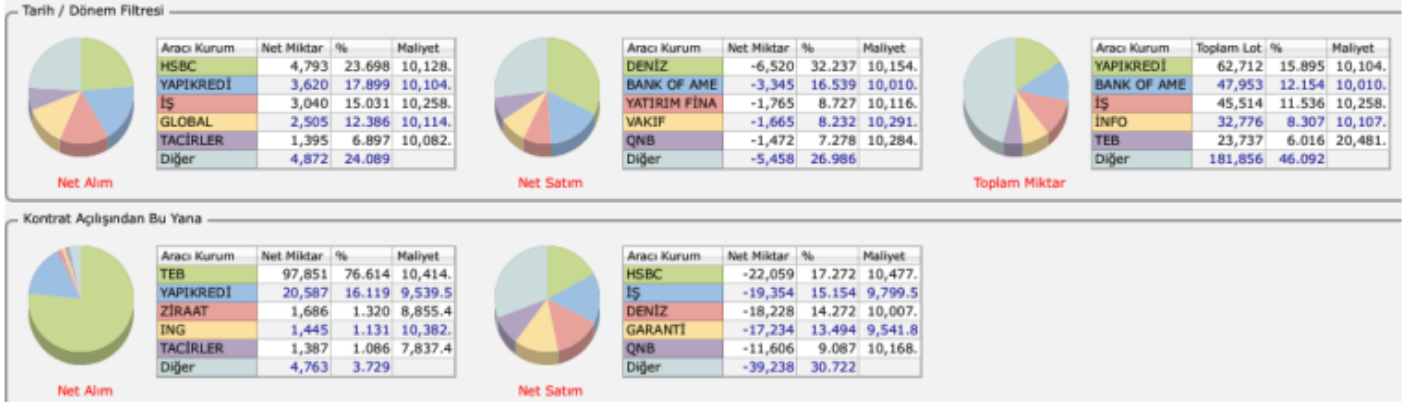 Tarih / Dönem Filtresi
Aracı Kurum Net Miktar % Maliyet
HSBC 4,793 23.698 10,128.
YAPIKREDİ 3,620 17.899 10,104.
İŞ 3,040 15.031 10,258.
GLOBAL 2,505 12.386 10,114.
TACİRLER 1,395 6.897 10,082.
Diğer 4,872 24.089
Net Alım
Aracı Kurum Net Miktar % Maliyet
DENİZ -6,520 32.237 10,154.
BANK OF AME -3,345 16.539 10,010.
YATIRIM FİNA -1,765 8.727 10,116.
VAKIF -1,665 8.232 10,291.
QNB -1,472 7.278 10,284.
Diğer -5,458 26.986
Net Satım
Aracı Kurum Toplam Lot % Maliyet
YAPIKREDİ 62,712 15.895 10,104.
BANK OF AME 47,953 12.154 10,010.
İŞ 45,514 11.536 10,258.
İNFO 32,776 8.307 10,107.
TEB 23,737 6.016 20,481.
Diğer 181,856 46.092
Toplam Miktar
Kontrat Açılışından Bu Yana
Aracı Kurum Net Miktar % Maliyet
TEB 97,851 76.614 10,414.
YAPIKREDİ 20,587 16.119 9,539.5
ZİRAAT 1,686 1.320 8,855.4
ING 1,445 1.131 10,382.
TACİRLER 1,387 1.086 7,837.4
Diğer 4,763 3.729
Net Alım
Aracı Kurum Net Miktar % Maliyet
HSBC -22,059 17.272 10,477.
İŞ -19,354 15.154 9,799.5
DENİZ -18,228 14.272 10,007.
GARANTİ -17,234 13.494 9,541.8
QNB -11,606 9.087 10,168.
Diğer -39,238 30.722
Net Satım